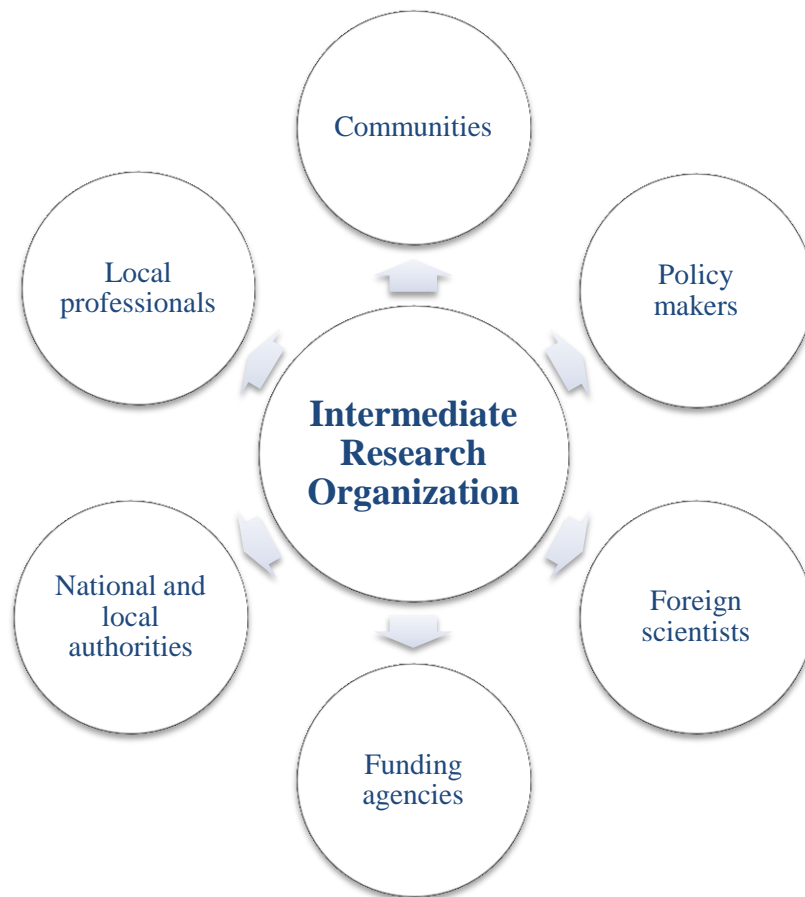 Communities
Local
professionals
Policy
makers
Intermediate
Research
Organization
National and
local
authorities
Foreign
scientists
Funding
agencies